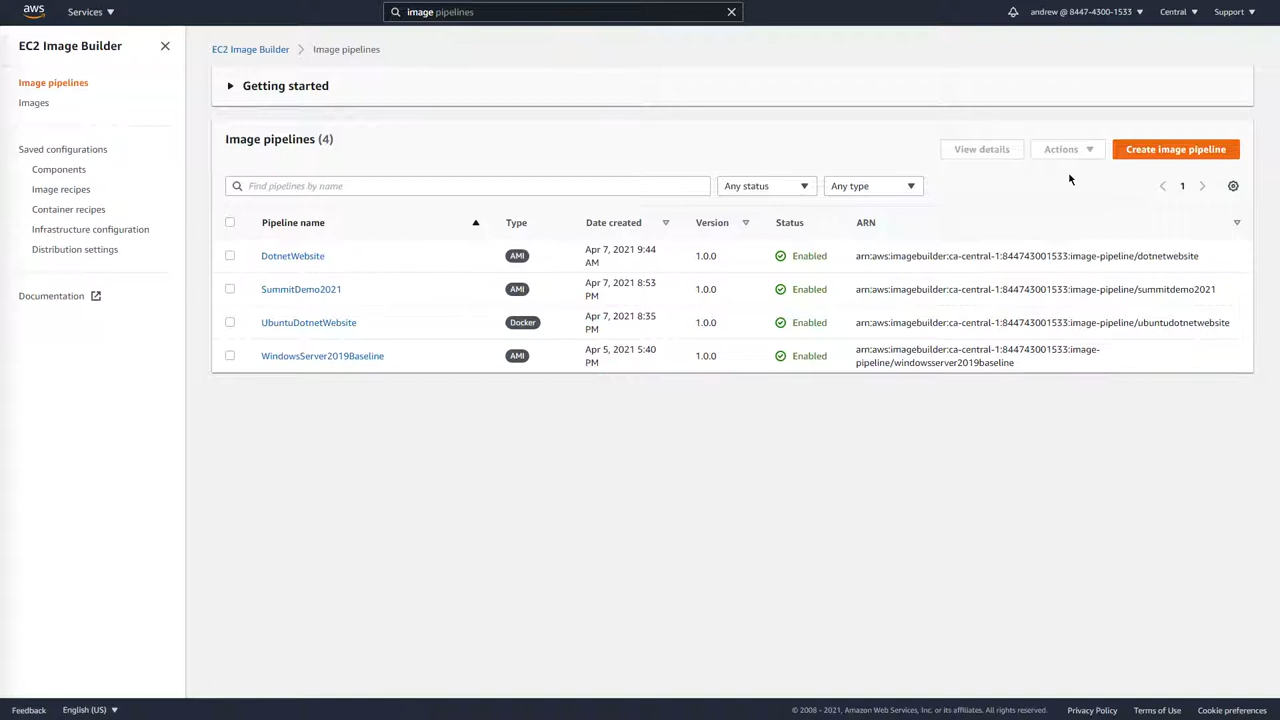 aws
Services
image pipelines
andrew @ 8447-4300-1533
Central
Support
EC2 Image Builder
Image pipelines
Images
Saved configurations
Components
Image recipes
Container recipes
Infrastructure configuration
Distribution settings
Documentation
EC2 Image Builder
Image pipelines
Getting started
Image pipelines (4)
View details
Actions
Create image pipeline
Find pipelines by name
Any status
Any type
1
Pipeline name
Type
Date created
Version
Status
ARN
DotnetWebsite
AMI
Apr 7, 2021 9:44
AM
1.0.0
Enabled
arn:aws:imagebuilder:ca-central-1:844743001533:image-pipeline/dotnetwebsite
SummitDemo2021
AMI
Apr 7, 2021 8:53
PM
1.0.0
Enabled
arn:aws:imagebuilder:ca-central-1:844743001533:image-pipeline/summitdemo2021
UbuntuDotnetWebsite
Docker
Apr 7, 2021 8:35
PM
1.0.0
Enabled
arn:aws:imagebuilder:ca-central-1:844743001533:image-pipeline/ubuntudotnetwebsite
WindowsServer2019Baseline
AMI
Apr 5, 2021 5:40
PM
1.0.0
Enabled
arn:aws:imagebuilder:ca-central-1:844743001533:image-
pipeline/windowsserver2019baseline
Feedback
English (US)
© 2008 - 2021, Amazon Web Services, Inc. or its affiliates. All rights reserved.
Privacy Policy
Terms of Use
Cookie preferences